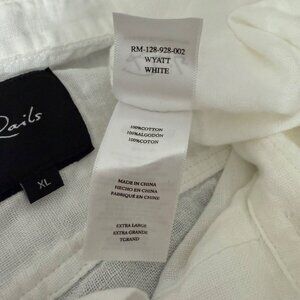 Rails
XL
RM-128-928-002
WYATT
WHITE
100%COTTON
100%ALGODÓN
100%COTON
MADE IN CHINA
HECHO EN CHINA
FABRIQUÉ EN CHINE
EXTRA LARGE
EXTRA GRANDE
TGRAND